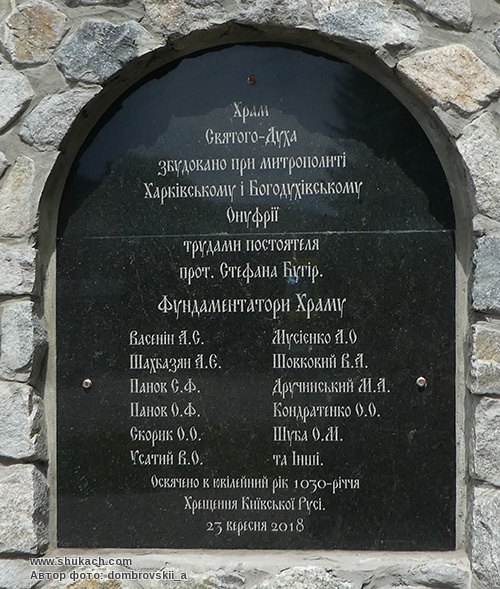 Храм
Святого-Духа
збудовано при митрополиті
Харківському і Богодухівському
Онуфрії
трудами постоятеля
прот. Стефана Бутір.
Фундаментатори Храму
Васенін А.Є. Мусієнко А.О
Шахбазян А.Є. Шовковий В.А.
Панов Є.Ф. Дручинський М.А.
Панов О.Ф. Кондратенко О.О.
Скорик О.О. Шуба О.М.
Усатий В.О. та Інші.
Освячено в ювілейний рік 1030-річчя
Хрещення Київської Русі.
23 вересня 2018
www.shukach.com
Автор фото: dombrovskii_a